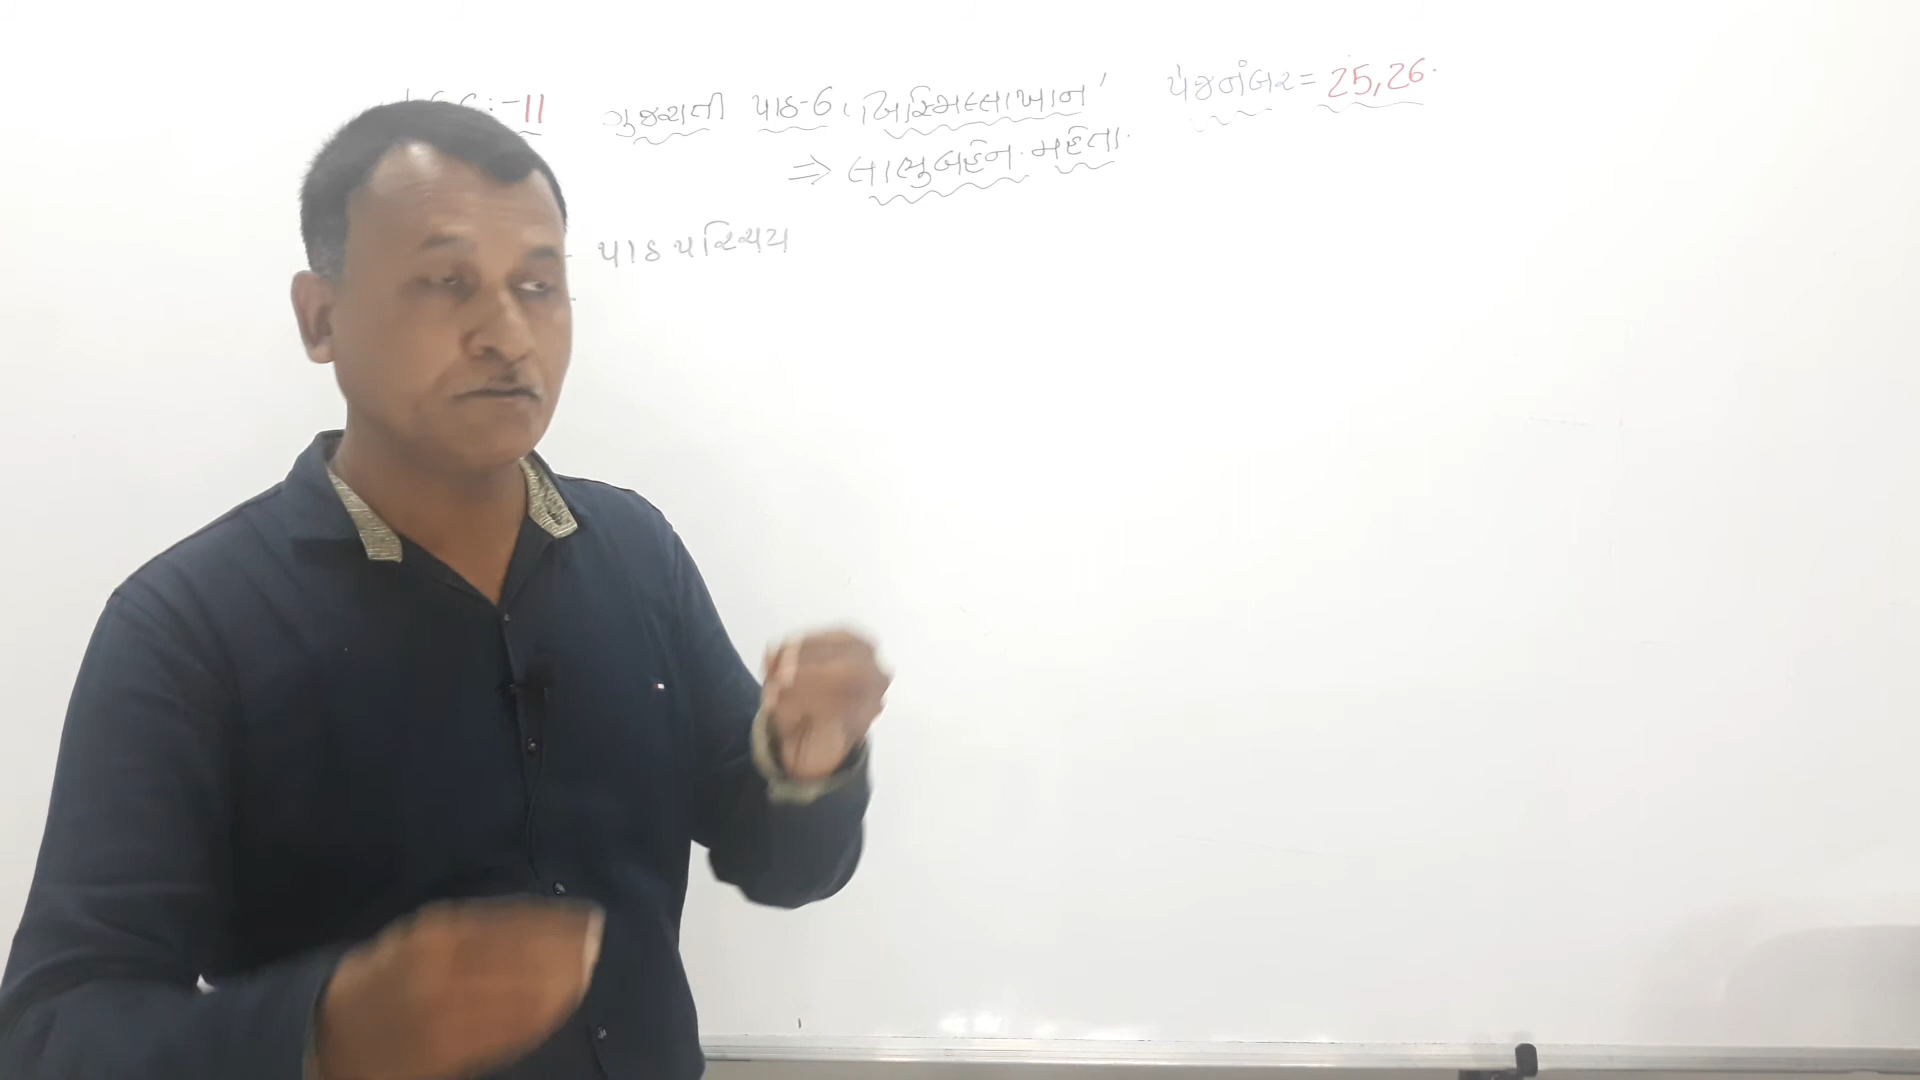 :-11 ગુજરાતી પાઠ-6. 'બિસ્મિલ્લાખાન' પેજનંબર = 25,26.
⇒ લાભુબહેન. મહેતા.
- પાઠ પરિચય